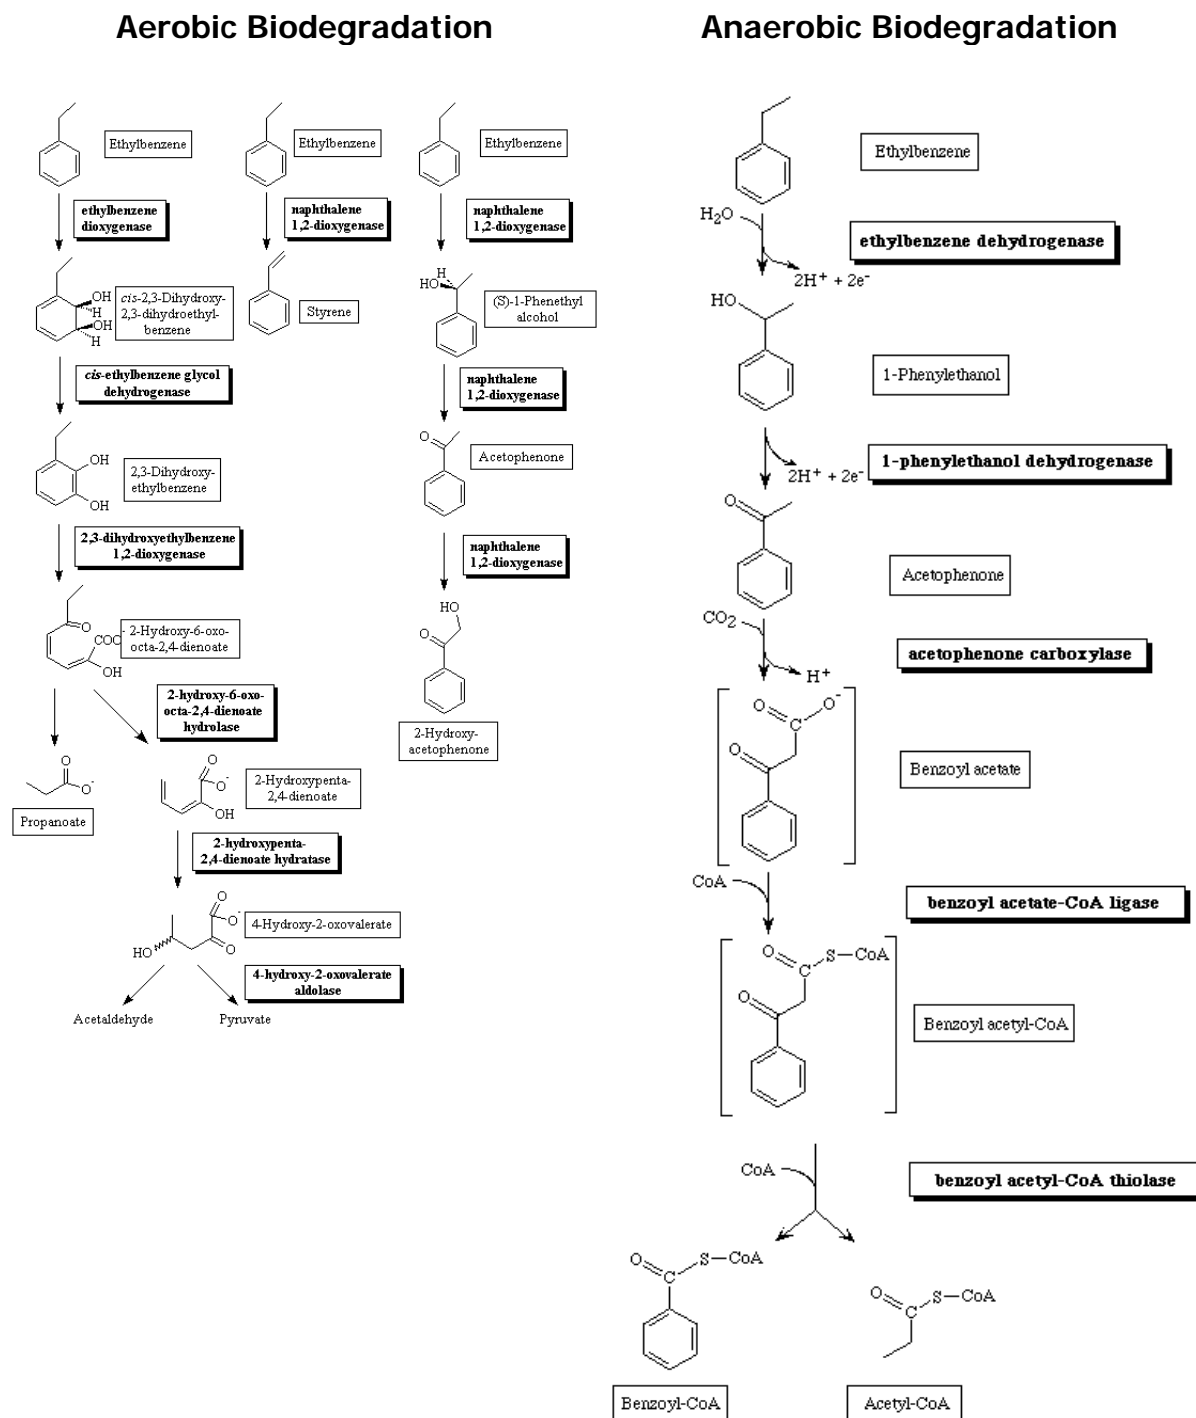 Aerobic Biodegradation
Ethylbenzene
ethylbenzene
dioxygenase
OH
H
OH
H
cis-2,3-Dihydroxy-
2,3-dihydroethyl-
benzene
cis-ethylbenzene glycol
dehydrogenase
OH
OH
2,3-Dihydroxy-
ethylbenzene
2,3-dihydroxyethylbenzene
1,2-dioxygenase
O
COO-
OH
2-Hydroxy-6-oxo-
octa-2,4-dienoate
2-hydroxy-6-oxo-
octa-2,4-dienoate
hydrolase
O
O-
Propanoate
O
O-
OH
2-Hydroxypenta-
2,4-dienoate
2-hydroxypenta-
2,4-dienoate hydratase
O
O-
HO
O
4-Hydroxy-2-oxovalerate
4-hydroxy-2-oxovalerate
aldolase
Acetaldehyde
Pyruvate
Ethylbenzene
naphthalene
1,2-dioxygenase
Styrene
Ethylbenzene
naphthalene
1,2-dioxygenase
H
HO
(S)-1-Phenethyl
alcohol
naphthalene
1,2-dioxygenase
O
Acetophenone
naphthalene
1,2-dioxygenase
HO
O
2-Hydroxy-
acetophenone
Anaerobic Biodegradation
Ethylbenzene
H2O
ethylbenzene dehydrogenase
2H+ + 2e-
HO
1-Phenylethanol
1-phenylethanol dehydrogenase
2H+ + 2e-
O
Acetophenone
CO2
acetophenone carboxylase
H+
O
C
O-
O
Benzoyl acetate
CoA
benzoyl acetate-CoA ligase
O
C
S—CoA
O
Benzoyl acetyl-CoA
CoA
benzoyl acetyl-CoA thiolase
O
C
S—CoA
Benzoyl-CoA
O
C
S—CoA
Acetyl-CoA